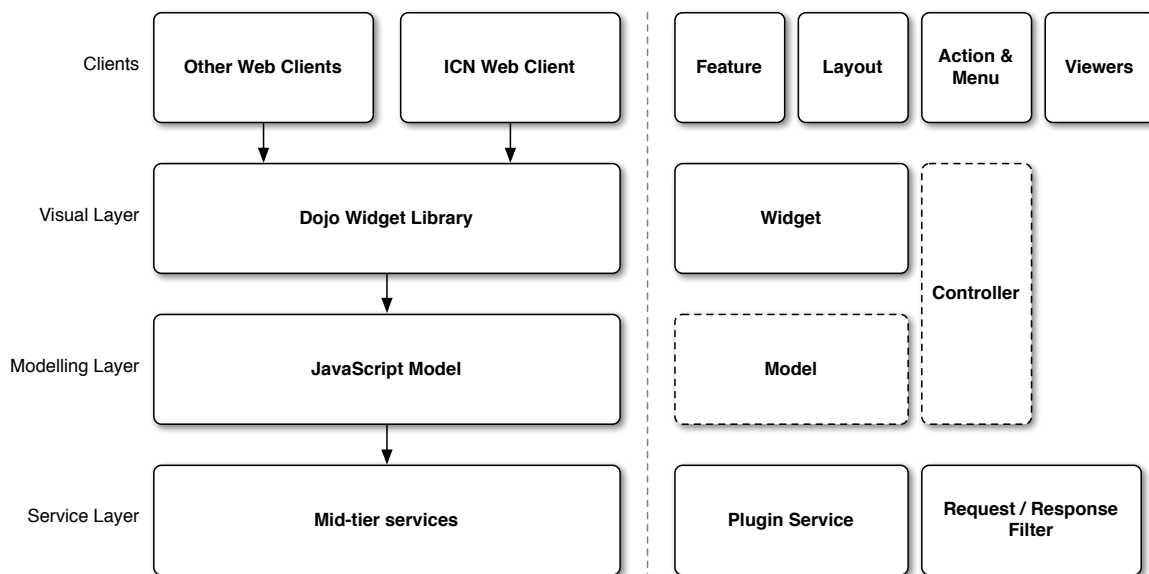 Clients
Other Web Clients
ICN Web Client
Feature
Layout
Action &
Menu
Viewers
Visual Layer
Dojo Widget Library
Widget
Controller
Modelling Layer
JavaScript Model
Model
Service Layer
Mid-tier services
Plugin Service
Request / Response
Filter